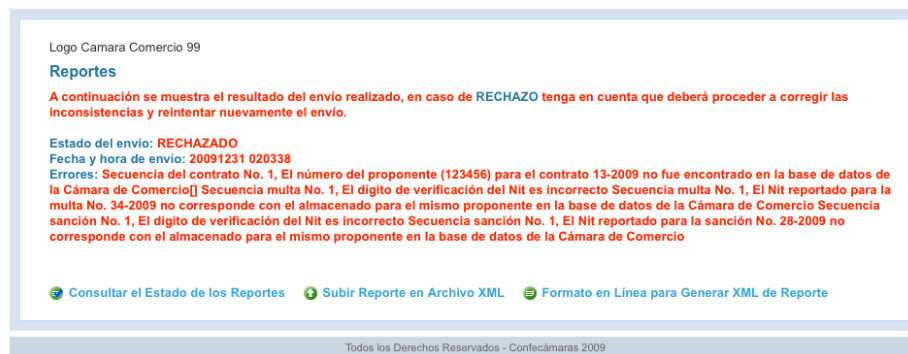 Logo Camara Comercio 99
Reportes
A continuación se muestra el resultado del envío realizado, en caso de RECHAZO tenga en cuenta que deberá proceder a corregir las
inconsistencias y reintentar nuevamente el envío.
Estado del envío: RECHAZADO
Fecha y hora de envío: 20091231 020338
Errores: Secuencia del contrato No. 1, El número del proponente (123456) para el contrato 13-2009 no fue encontrado en la base de datos de
la Cámara de Comercio[] Secuencia multa No. 1, El dígito de verificación del Nit es incorrecto Secuencia multa No. 1, El Nit reportado para la
multa No. 34-2009 no corresponde con el almacenado para el mismo proponente en la base de datos de la Cámara de Comercio Secuencia
sanción No. 1, El dígito de verificación del Nit es incorrecto Secuencia sanción No. 1, El Nit reportado para la sanción No. 28-2009 no
corresponde con el almacenado para el mismo proponente en la base de datos de la Cámara de Comercio
Consultar el Estado de los Reportes Subir Reporte en Archivo XML Formato en Línea para Generar XML de Reporte
Todos los Derechos Reservados - Confecámaras 2009